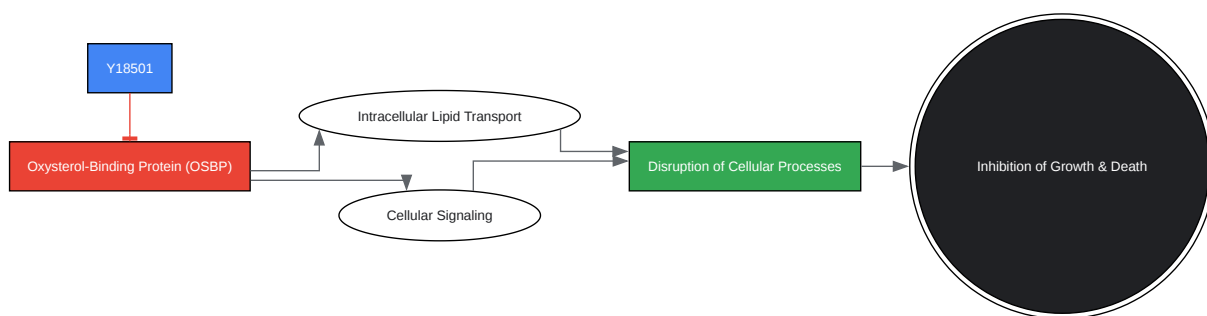 Y18501
Intracellular Lipid Transport
Oxysterol-Binding Protein (OSBP)
Disruption of Cellular Processes
Inhibition of Growth & Death
Cellular Signaling